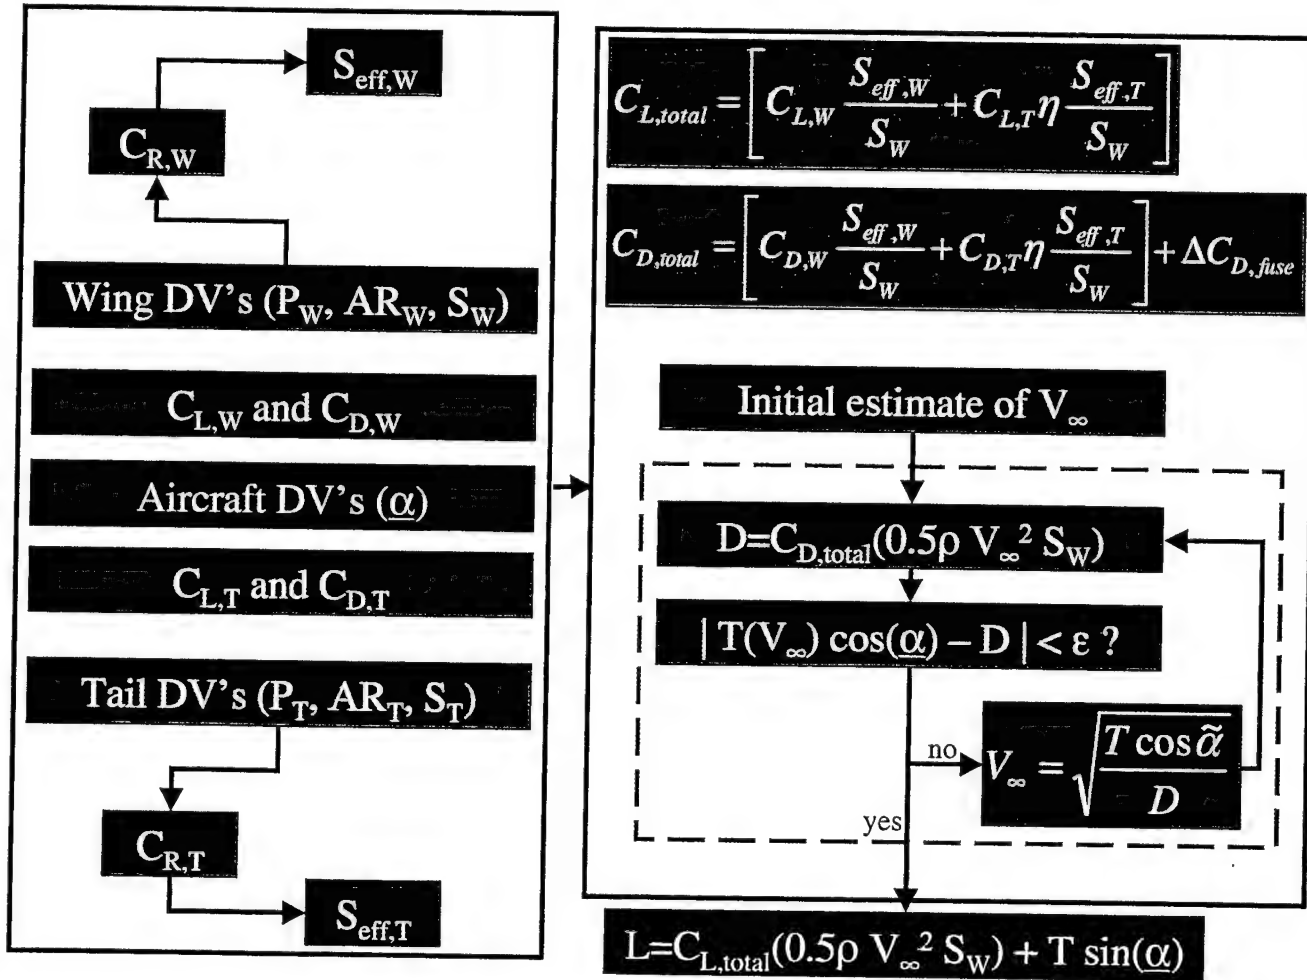 S_eff,W
C_R,W
Wing DV's (P_W, AR_W, S_W)
C_L,W and C_D,W
Aircraft DV's (α)
C_L,T and C_D,T
Tail DV's (P_T, AR_T, S_T)
C_R,T
S_eff,T
C_L,total = [ C_L,W S_eff,W / S_W + C_L,T η S_eff,T / S_W ]
C_D,total = [ C_D,W S_eff,W / S_W + C_D,T η S_eff,T / S_W ] + ΔC_D,fuse
Initial estimate of V_∞
D=C_D,total(0.5ρ V_∞² S_W)
| T(V_∞) cos(α) – D | < ε ?
no
V_∞ = √(T cos α̃ / D)
yes
L=C_L,total(0.5ρ V_∞² S_W) + T sin(α)